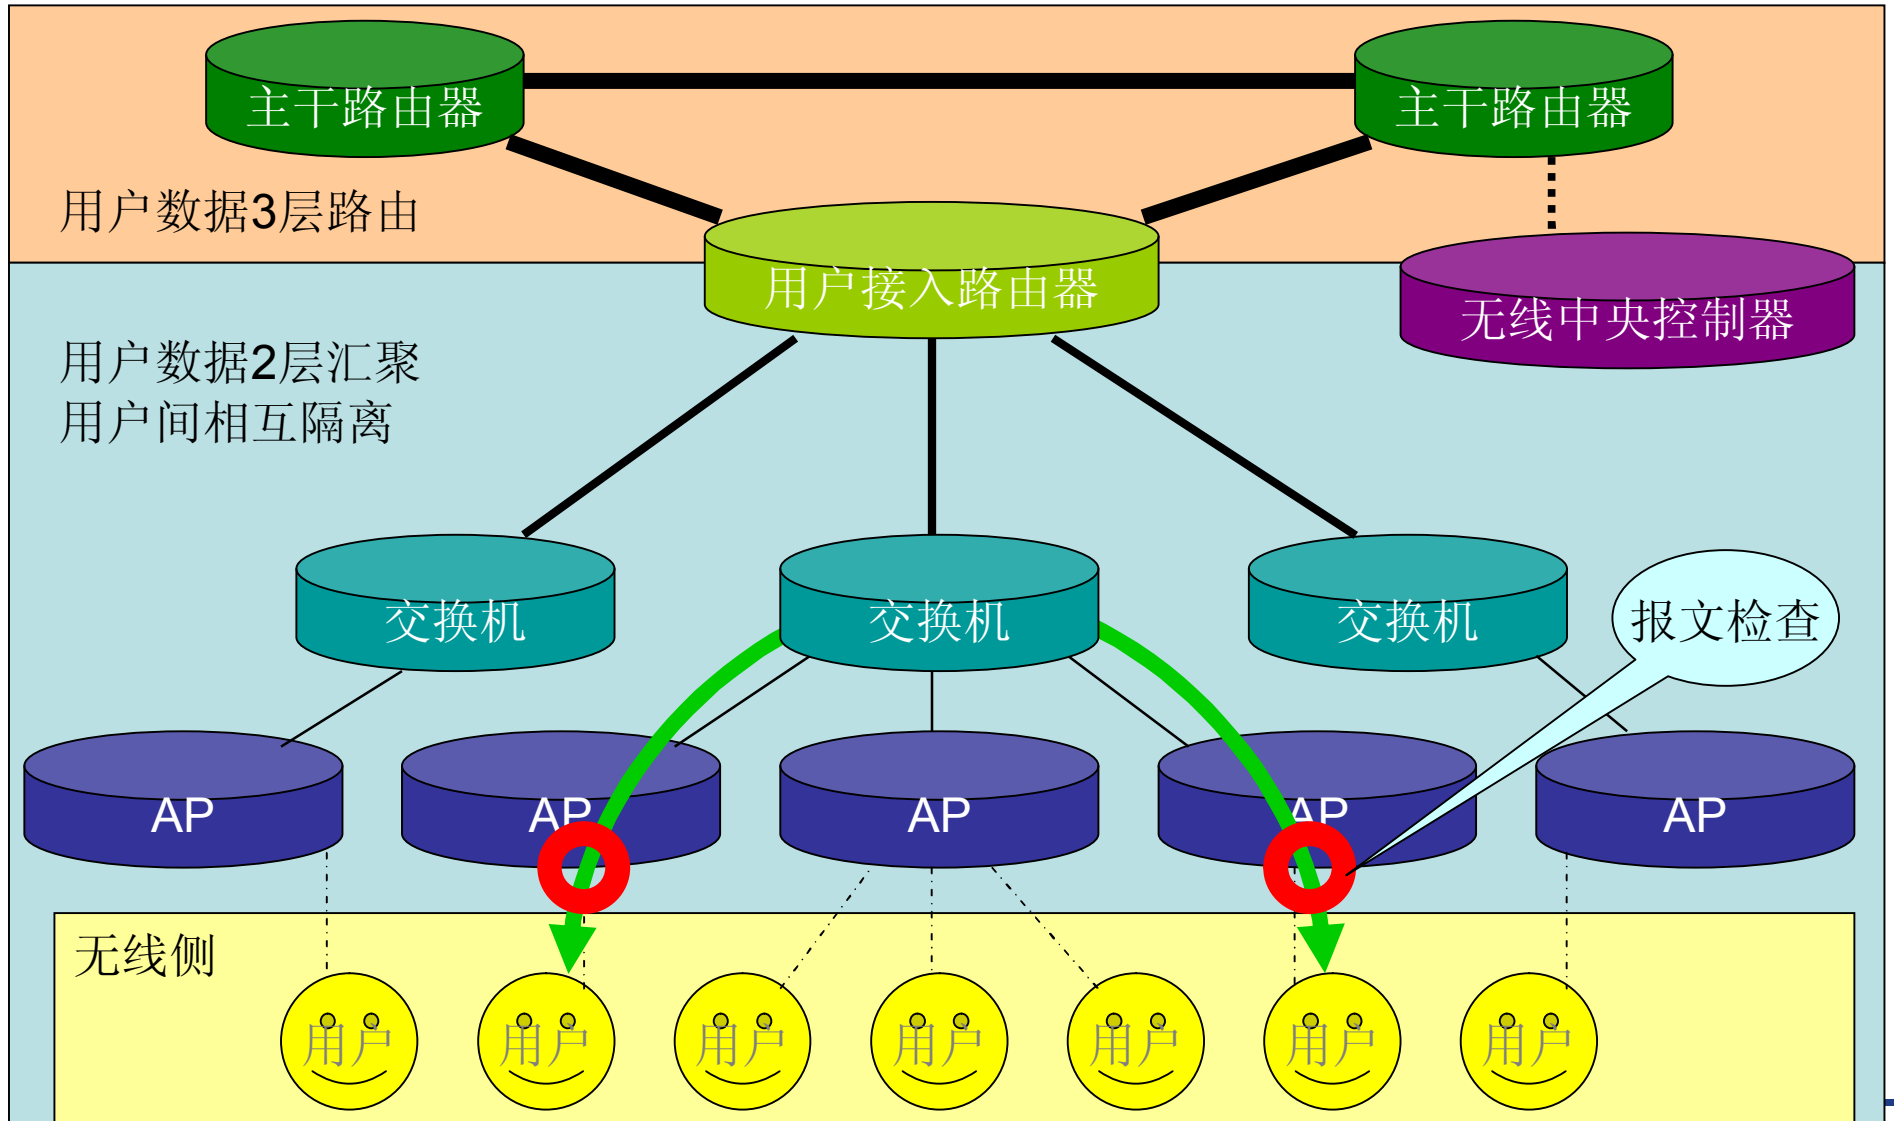 主干路由器
主干路由器
用户数据3层路由
用户接入路由器
无线中央控制器
用户数据2层汇聚
用户间相互隔离
交换机
交换机
交换机
报文检查
AP
AP
AP
AP
AP
无线侧
用户
用户
用户
用户
用户
用户
用户